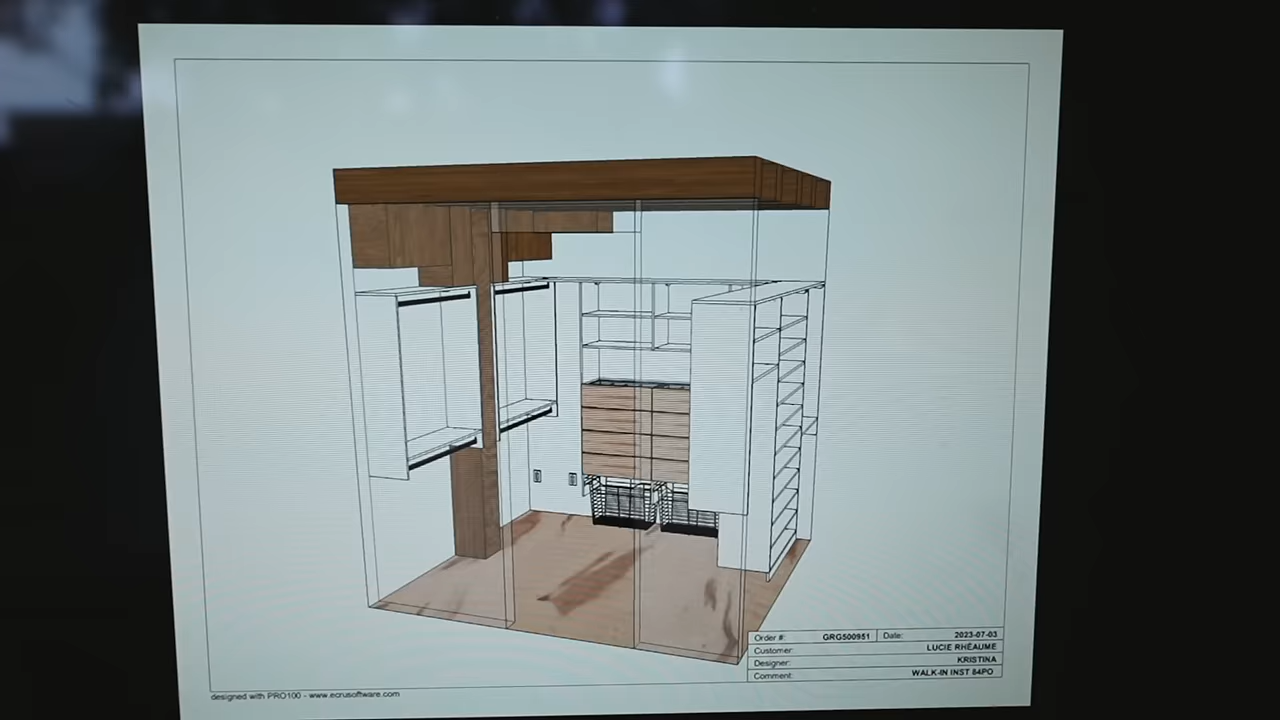 Order #: GRG500951 Date: 2023-07-03
Customer: LUCIE RHÉAUME
Designer: KRISTINA
Comment: WALK-IN INST 84PO
designed with PRO100 - www.ecrusoftware.com